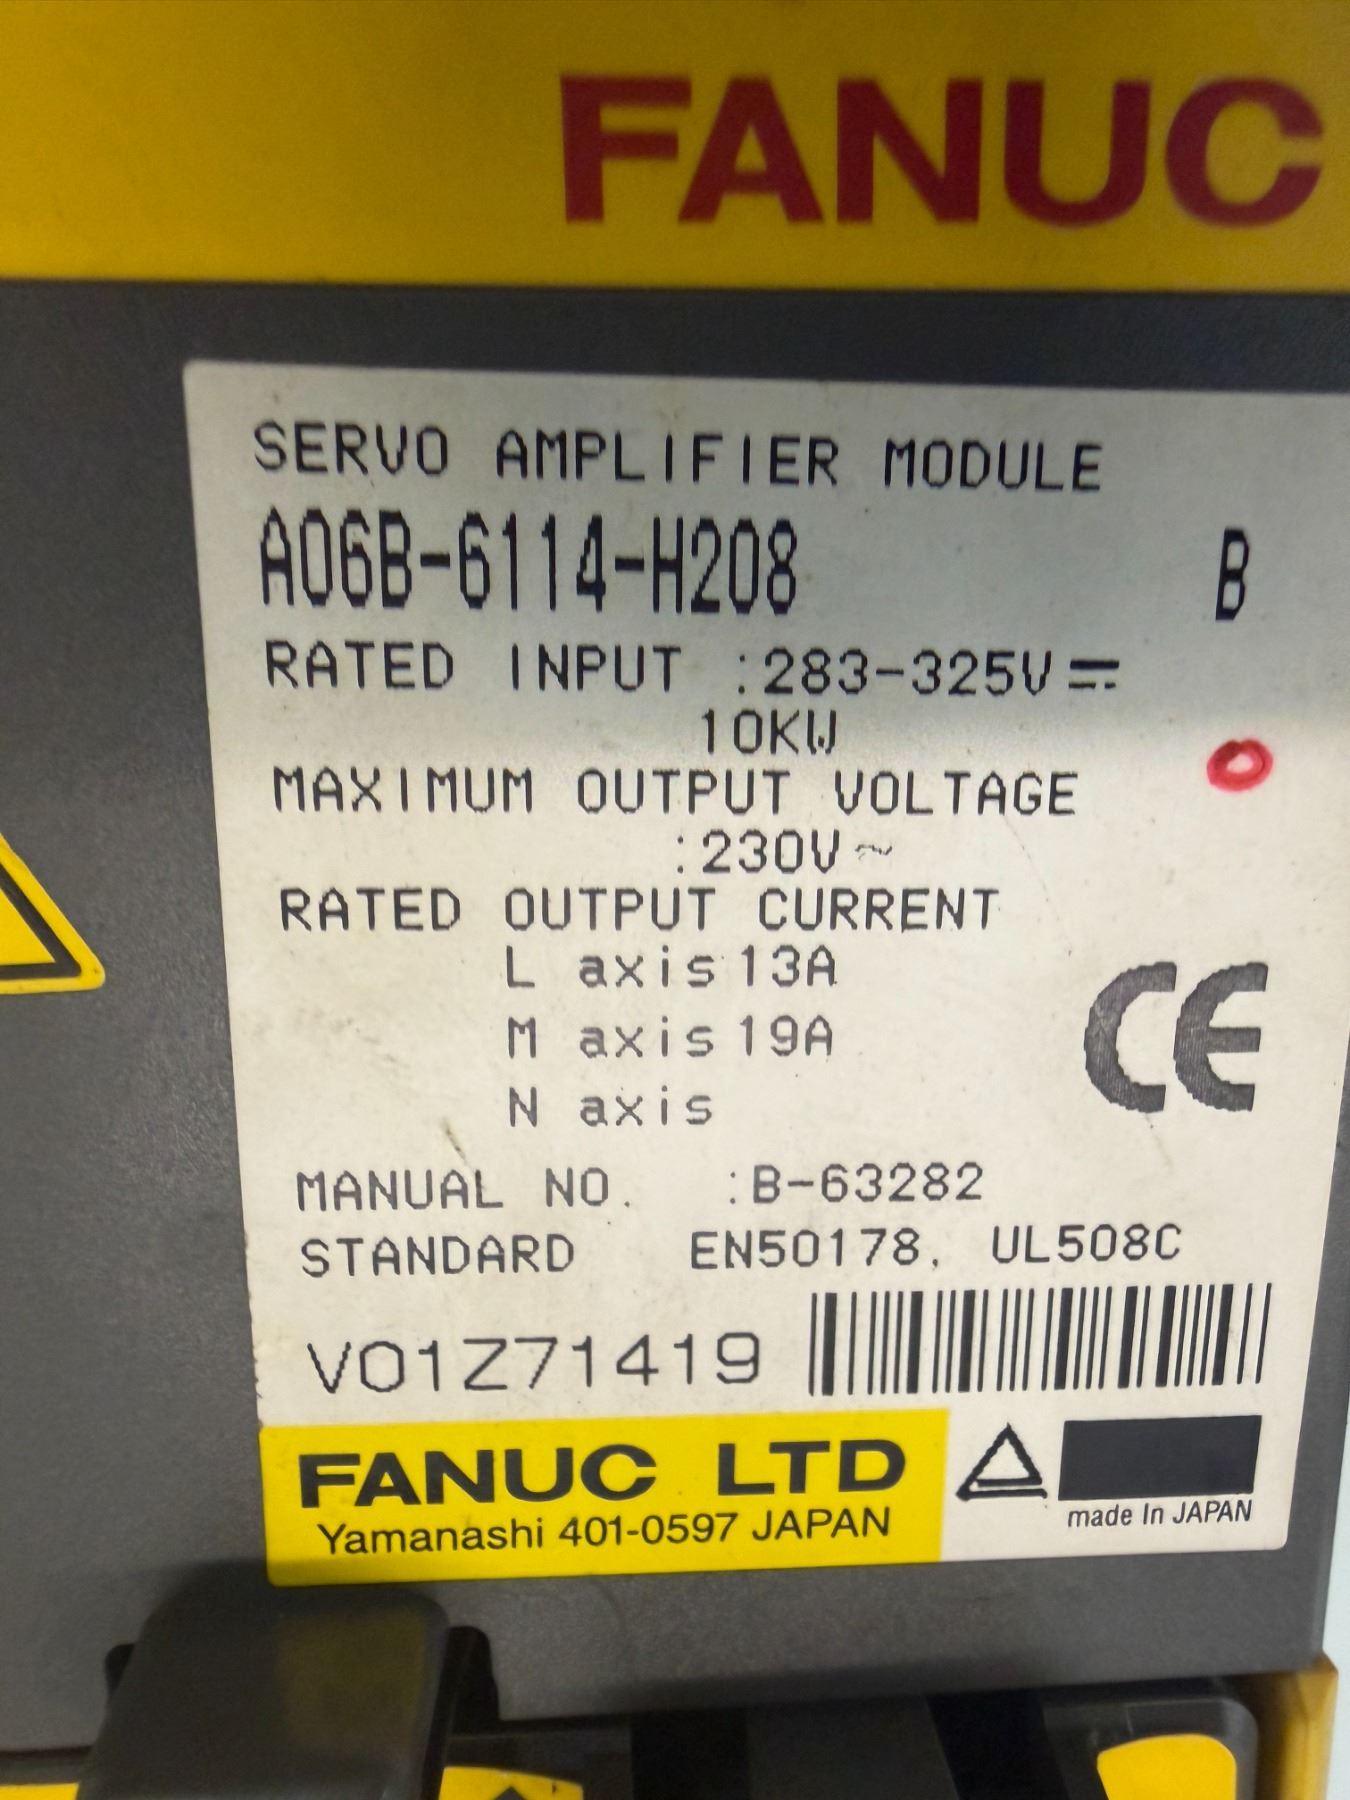 FANUC
SERVO AMPLIFIER MODULE
A06B-6114-H208 B
RATED INPUT :283-325V⎓
10KW
MAXIMUM OUTPUT VOLTAGE
:230V~
RATED OUTPUT CURRENT
L axis 13A
M axis 19A
N axis
CE
MANUAL NO. :B-63282
STANDARD EN50178, UL508C
V01Z71419
FANUC LTD
Yamanashi 401-0597 JAPAN
made In JAPAN